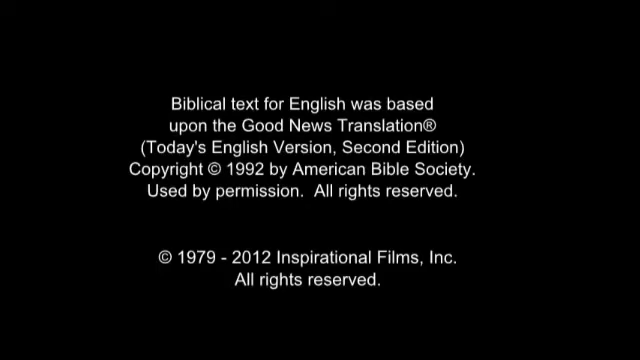 Biblical text for English was based
upon the Good News Translation®
(Today's English Version, Second Edition)
Copyright © 1992 by American Bible Society.
Used by permission.  All rights reserved.
© 1979 - 2012 Inspirational Films, Inc.
All rights reserved.